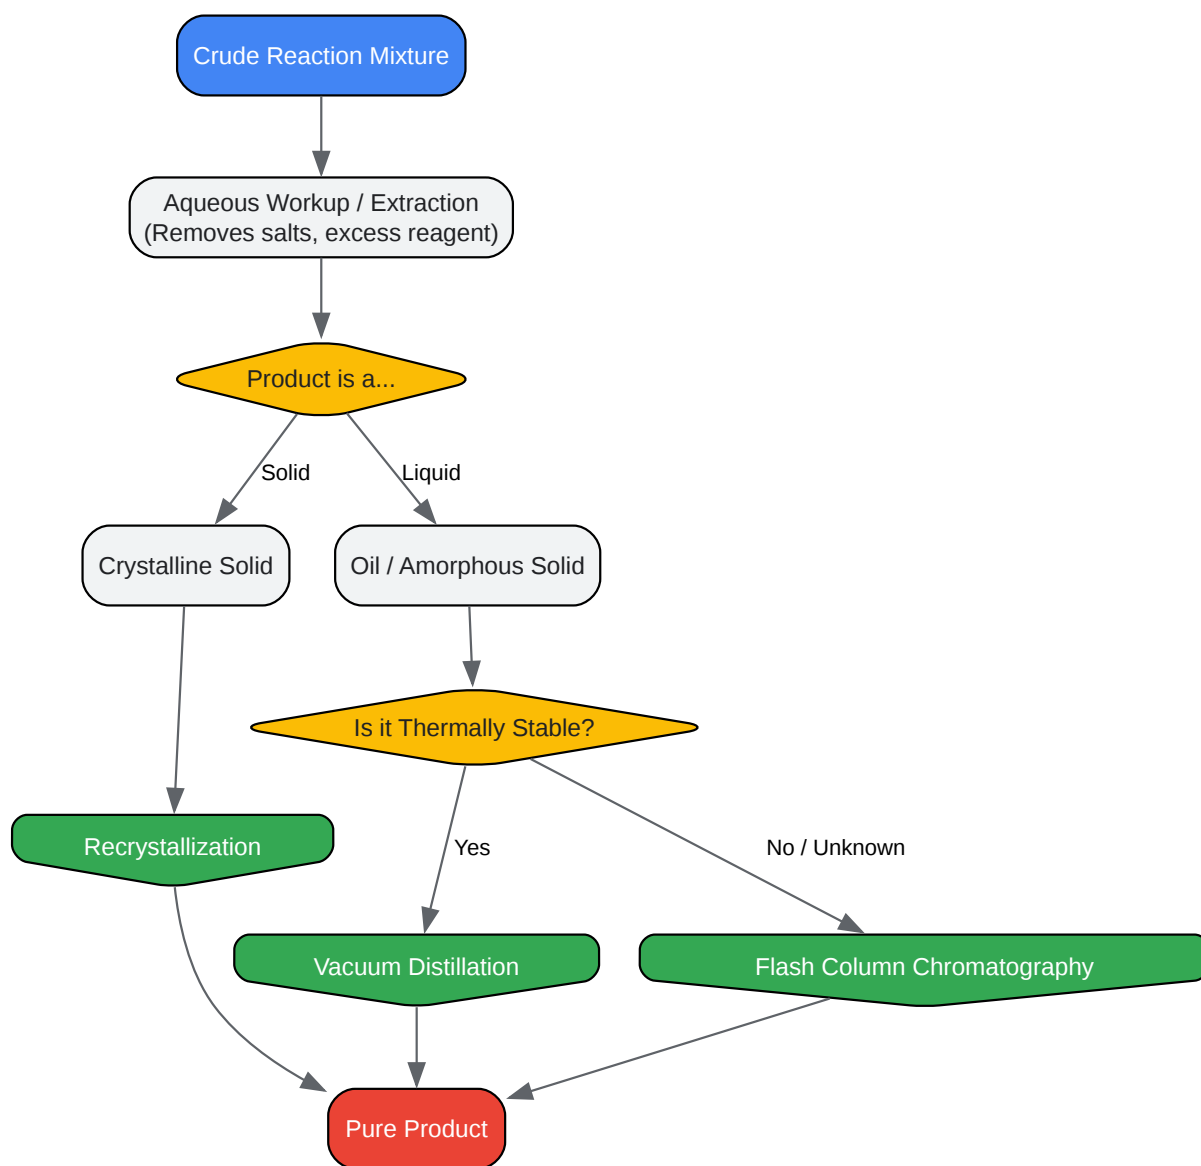 Crude Reaction Mixture
Aqueous Workup / Extraction
(Removes salts, excess reagent)
Product is a...
Solid
Liquid
Crystalline Solid
Oil / Amorphous Solid
Is it Thermally Stable?
Recrystallization
Yes
No / Unknown
Vacuum Distillation
Flash Column Chromatography
Pure Product